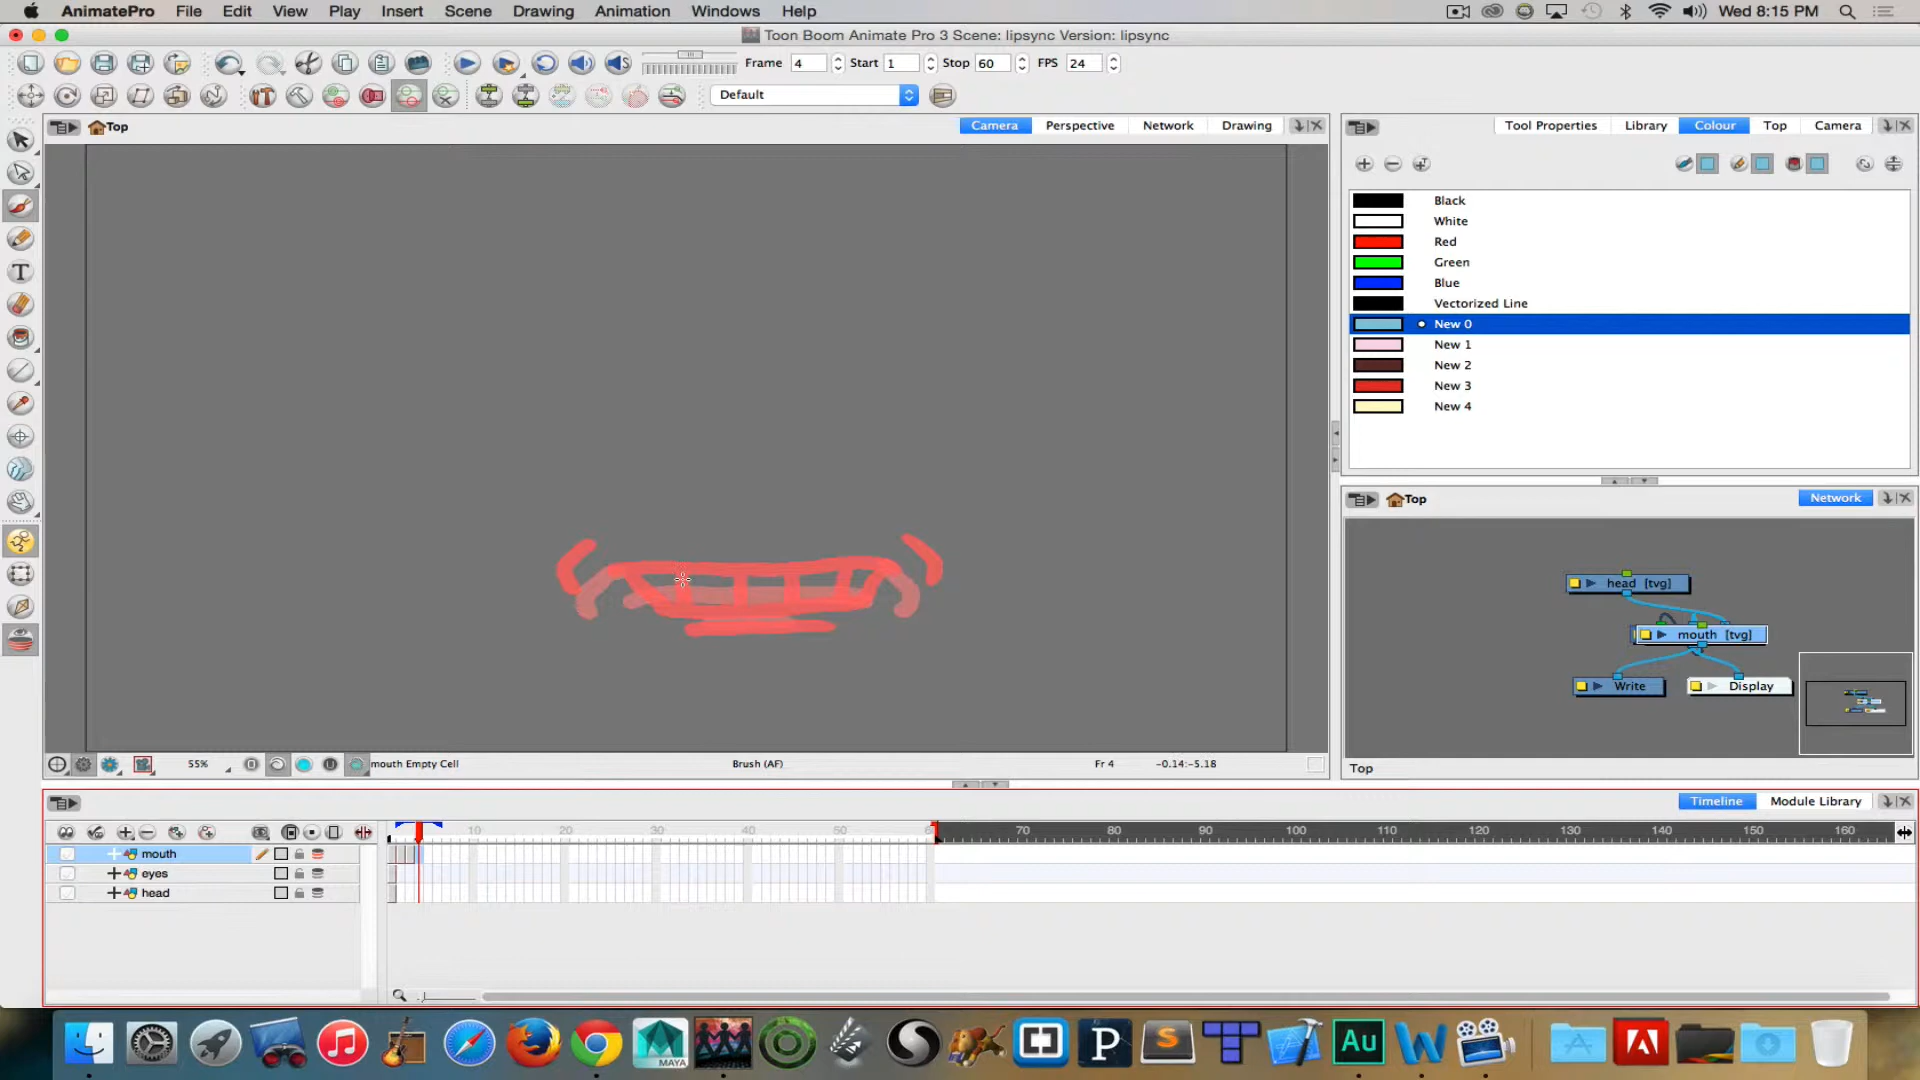 AnimatePro File Edit View Play Insert Scene Drawing Animation Windows Help Wed 8:15 PM
Toon Boom Animate Pro 3 Scene: lipsync Version: lipsync
Frame 4 Start 1 Stop 60 FPS 24
Default
Top Camera Perspective Network Drawing
Tool Properties Library Colour Top Camera
Black
White
Red
Green
Blue
Vectorized Line
New 0
New 1
New 2
New 3
New 4
T
Top Network
head [tvg]
mouth [tvg]
Write Display
Top
55% mouth Empty Cell Brush (AF) Fr 4 -0.14:-5.18
Timeline Module Library
10 20 30 40 50 6 70 80 90 100 110 120 130 140 150 160
mouth
eyes
head
MAYA P S T Au W